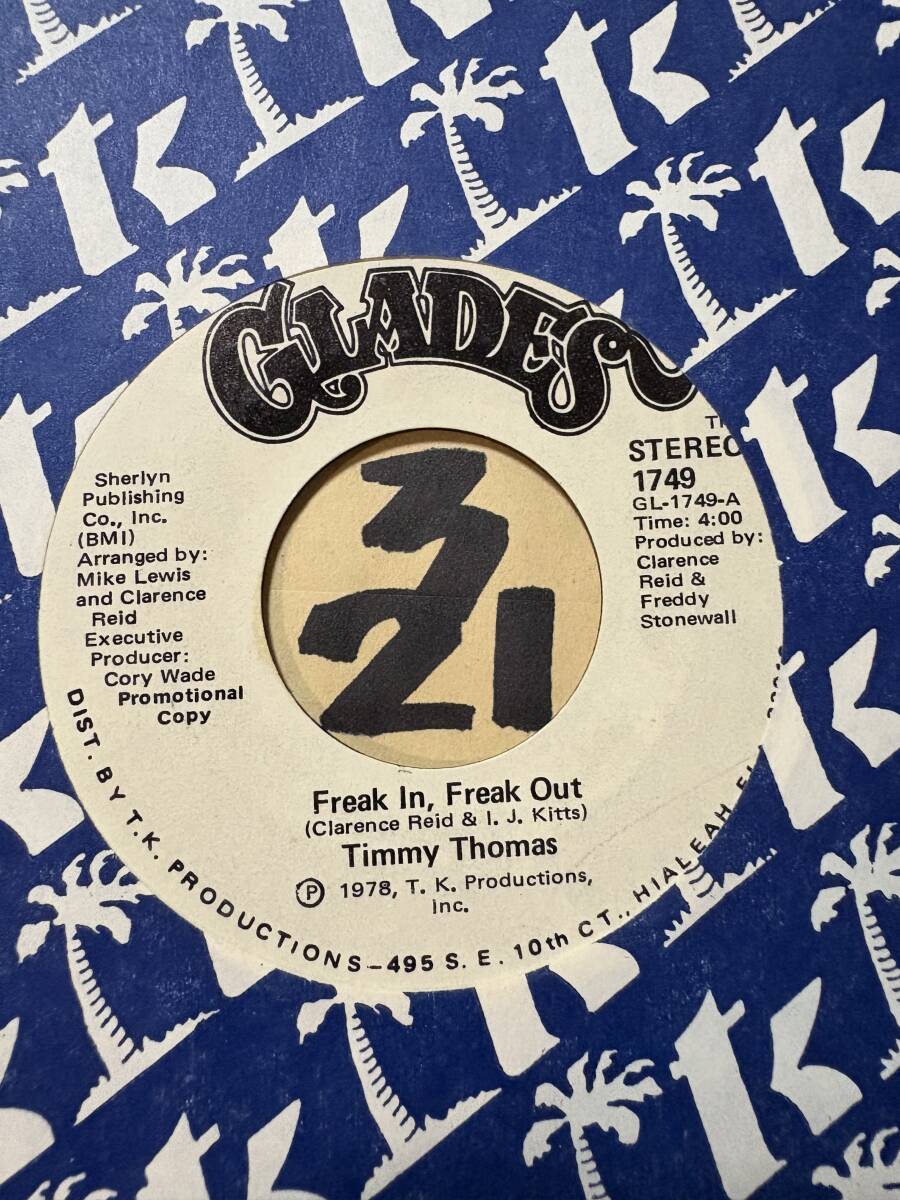 GLADES
Sherlyn
Publishing
Co., Inc.
(BMI)
Arranged by:
Mike Lewis
and Clarence
Reid
Executive
Producer:
Cory Wade
Promotional
Copy
STEREO
1749
GL-1749-A
Time: 4:00
Produced by:
Clarence
Reid &
Freddy
Stonewall
3
21
Freak In, Freak Out
(Clarence Reid & I. J. Kitts)
Timmy Thomas
Ⓟ 1978, T. K. Productions,
Inc.
DIST. BY T. K. PRODUCTIONS—495 S. E. 10th CT., HIALEAH,